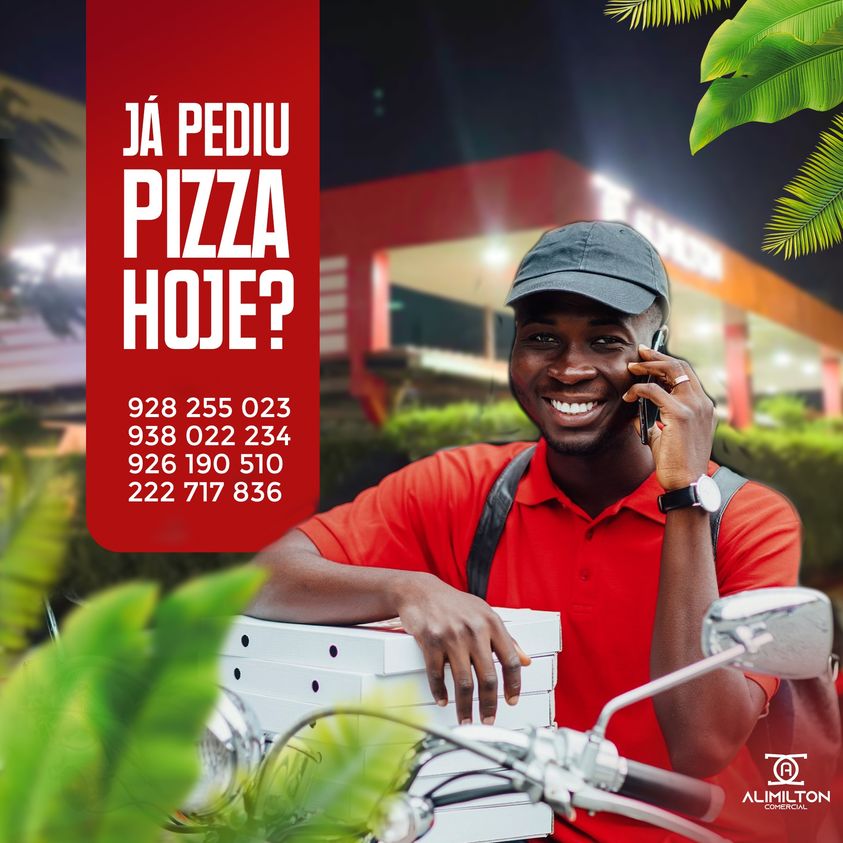 JÁ PEDIU
PIZZA
HOJE?
928 255 023
938 022 234
926 190 510
222 717 836
ALIMILTON
COMERCIAL